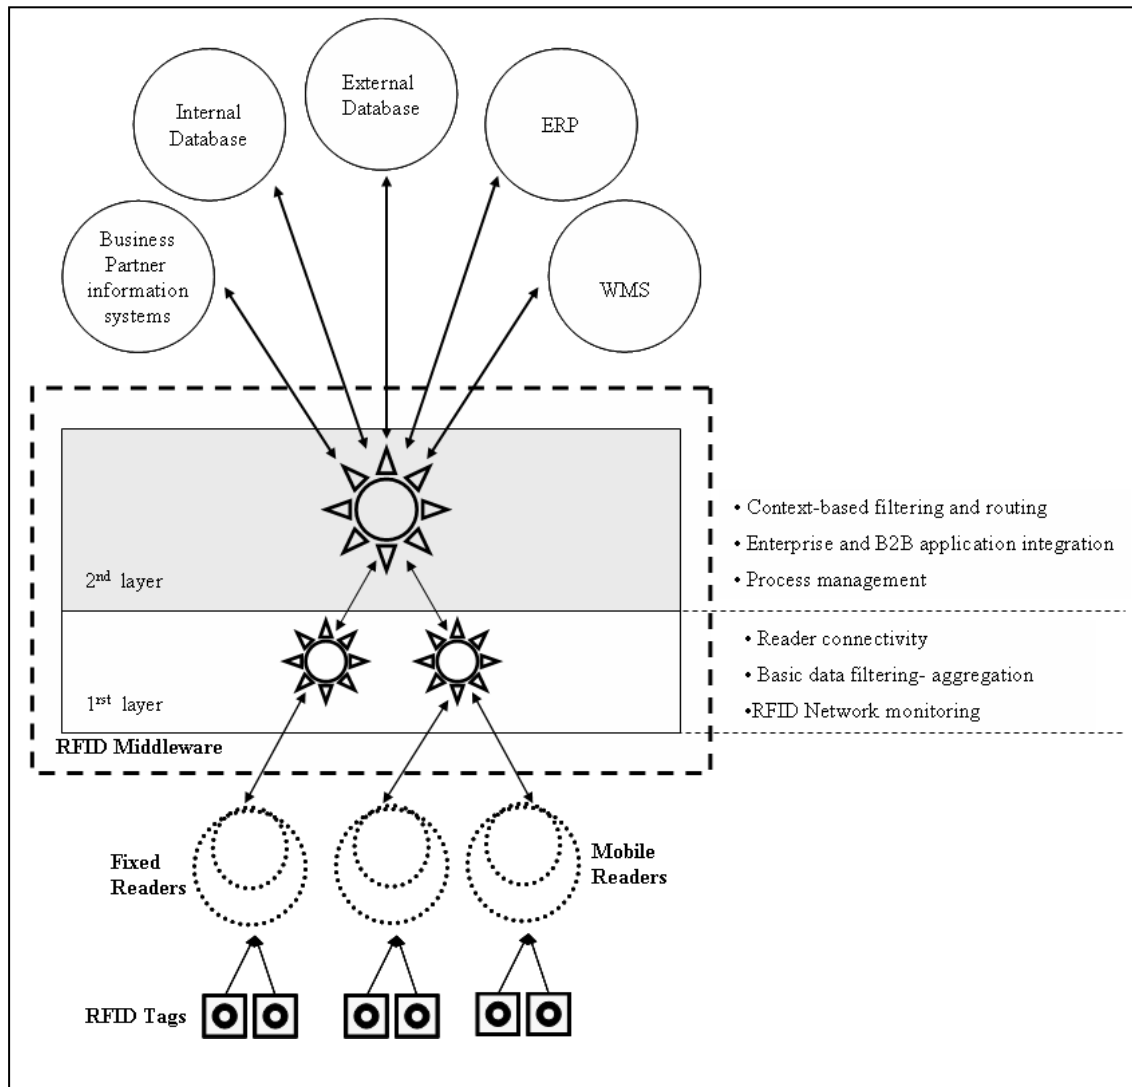 External
Database
Internal
Database
ERP
Business
Partner
information
systems
WMS
• Context-based filtering and routing
• Enterprise and B2B application integration
2nd layer
• Process management
• Reader connectivity
• Basic data filtering- aggregation
1rst layer
•RFID Network monitoring
RFID Middleware
Fixed
Readers
Mobile
Readers
RFID Tags